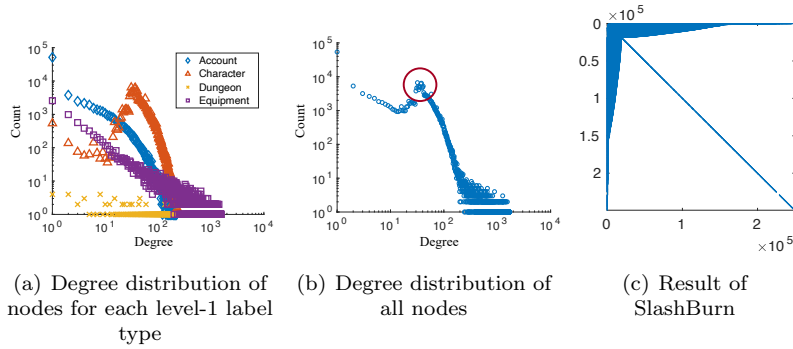 10^5
10^4
10^3
10^2
10^1
10^0
Count
10^0
10^1
10^2
10^3
10^4
Degree
Account
Character
Dungeon
Equipment
(a) Degree distribution of
nodes for each level-1 label
type
10^5
10^4
10^3
10^2
10^1
10^0
Count
10^0
10^1
10^2
10^3
10^4
Degree
(b) Degree distribution of
all nodes
× 10^5
0
0.5
1
1.5
2
0
1
2
× 10^5
(c) Result of
SlashBurn